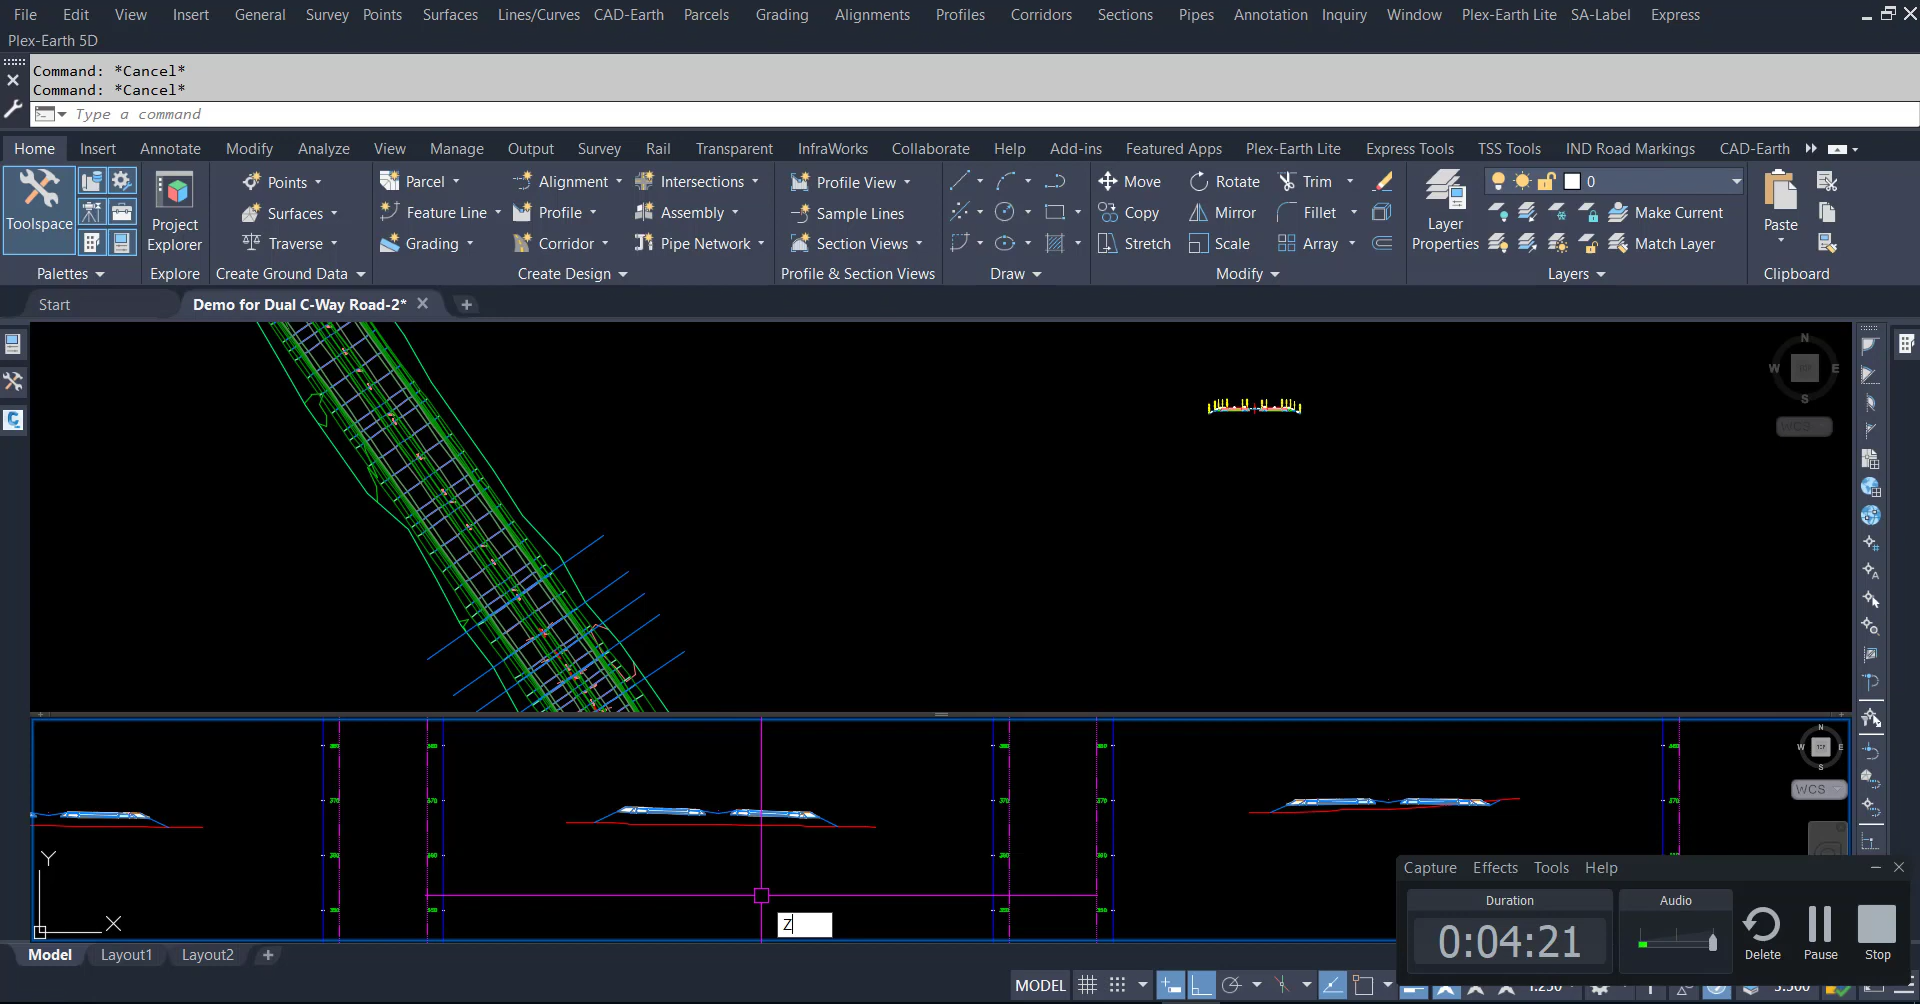 File Edit View Insert General Survey Points Surfaces Lines/Curves CAD-Earth Parcels Grading Alignments Profiles Corridors Sections Pipes Annotation Inquiry Window Plex-Earth Lite SA-Label Express
Plex-Earth 5D
Command: *Cancel*
Command: *Cancel*
Type a command
Home Insert Annotate Modify Analyze View Manage Output Survey Rail Transparent InfraWorks Collaborate Help Add-ins Featured Apps Plex-Earth Lite Express Tools TSS Tools IND Road Markings CAD-Earth
Points Parcel Alignment Intersections Profile View Move Rotate Trim 0
Toolspace Project Explorer Surfaces Feature Line Profile Assembly Sample Lines Copy Mirror Fillet Layer Properties Make Current Paste
Traverse Grading Corridor Pipe Network Section Views Stretch Scale Array Match Layer
Palettes Explore Create Ground Data Create Design Profile & Section Views Draw Modify Layers Clipboard
Start Demo for Dual C-Way Road-2*
N
W TOP E
S
WCS
N
W TOP E
S
WCS
Y
X
Z
Capture Effects Tools Help
Duration Audio
0:04:21
Delete Pause Stop
Model Layout1 Layout2
MODEL